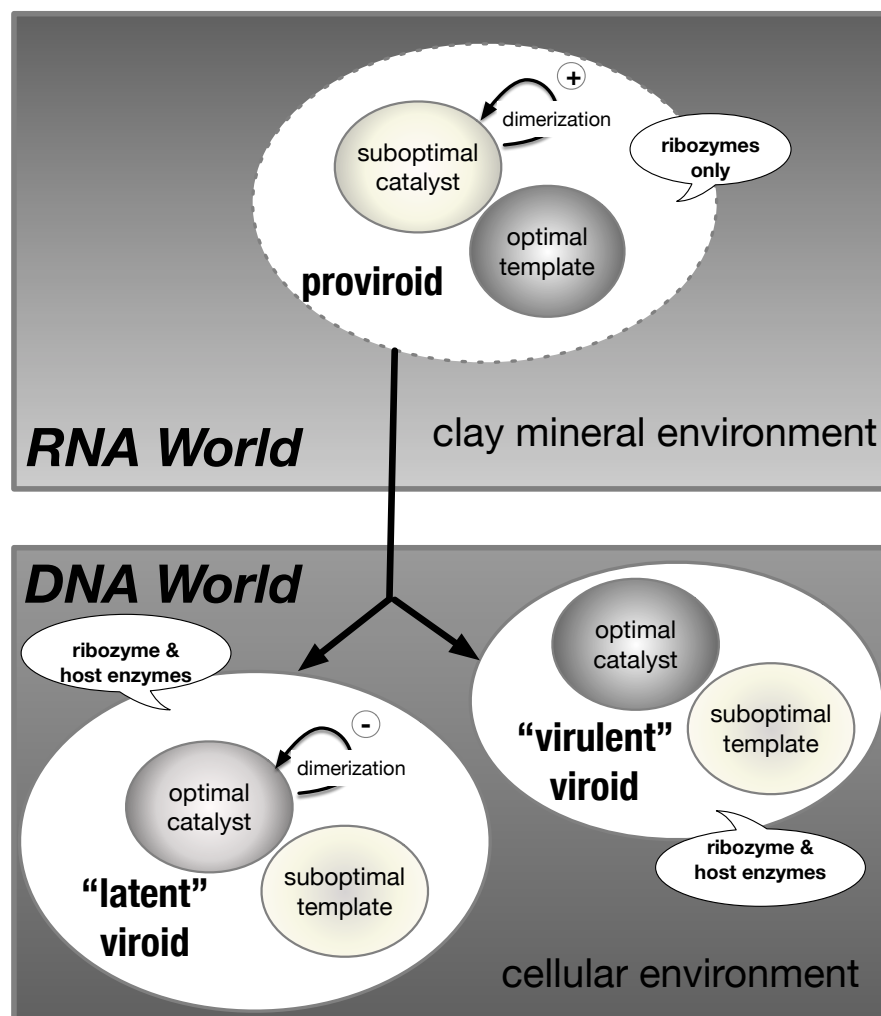 +
dimerization
suboptimal
catalyst
ribozymes
only
optimal
template
proviroid
RNA World
clay mineral environment
DNA World
ribozyme &
host enzymes
-
dimerization
optimal
catalyst
suboptimal
template
“latent”
viroid
optimal
catalyst
suboptimal
template
“virulent”
viroid
ribozyme &
host enzymes
cellular environment